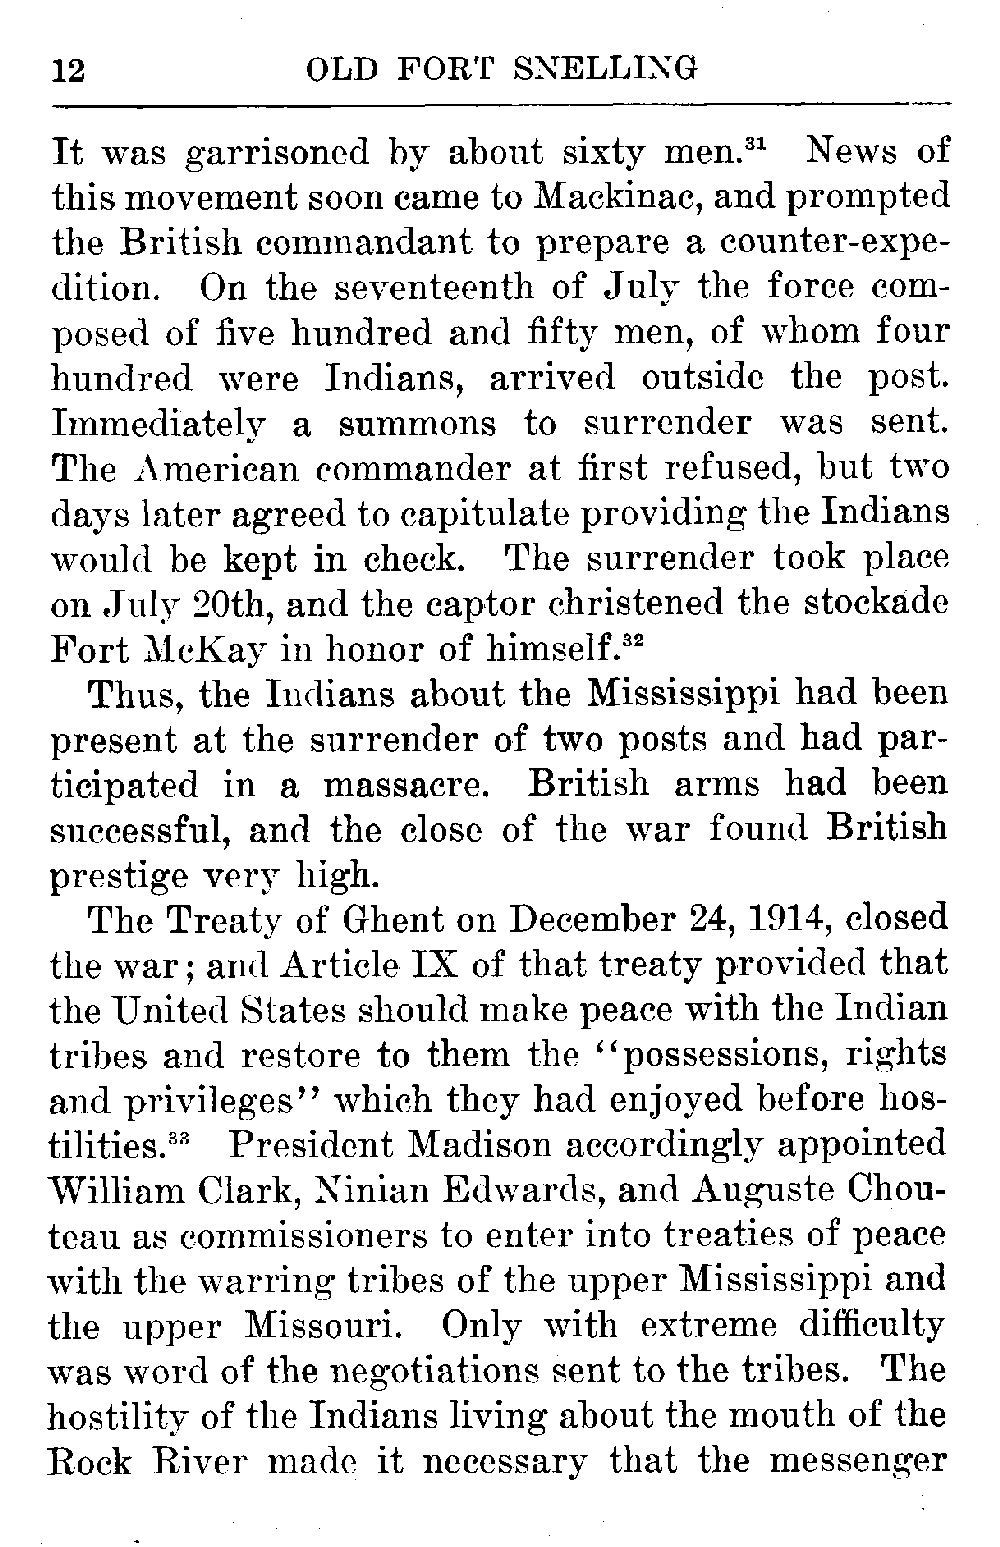 12 OLD FORT SNELLING
It was garrisoned by about sixty men.³¹ News of
this movement soon came to Mackinac, and prompted
the British commandant to prepare a counter-expe-
dition. On the seventeenth of July the force com-
posed of five hundred and fifty men, of whom four
hundred were Indians, arrived outside the post.
Immediately a summons to surrender was sent.
The American commander at first refused, but two
days later agreed to capitulate providing the Indians
would be kept in check. The surrender took place
on July 20th, and the captor christened the stockade
Fort McKay in honor of himself.³²
Thus, the Indians about the Mississippi had been
present at the surrender of two posts and had par-
ticipated in a massacre. British arms had been
successful, and the close of the war found British
prestige very high.
The Treaty of Ghent on December 24, 1914, closed
the war; and Article IX of that treaty provided that
the United States should make peace with the Indian
tribes and restore to them the "possessions, rights
and privileges" which they had enjoyed before hos-
tilities.³³ President Madison accordingly appointed
William Clark, Ninian Edwards, and Auguste Chou-
teau as commissioners to enter into treaties of peace
with the warring tribes of the upper Mississippi and
the upper Missouri. Only with extreme difficulty
was word of the negotiations sent to the tribes. The
hostility of the Indians living about the mouth of the
Rock River made it necessary that the messenger